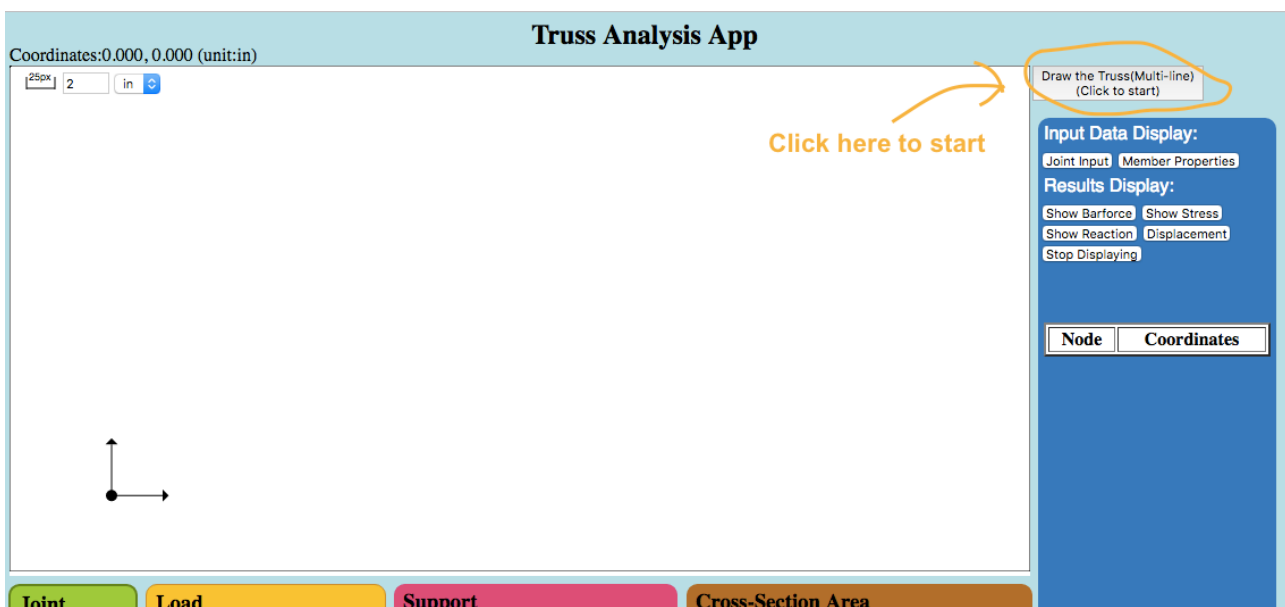 Truss Analysis App
Coordinates:0.000, 0.000 (unit:in)
25px 2 in
Draw the Truss(Multi-line)
(Click to start)
Click here to start
Input Data Display:
Joint Input Member Properties
Results Display:
Show Barforce Show Stress
Show Reaction Displacement
Stop Displaying
Node Coordinates
Joint Load Support Cross-Section Area